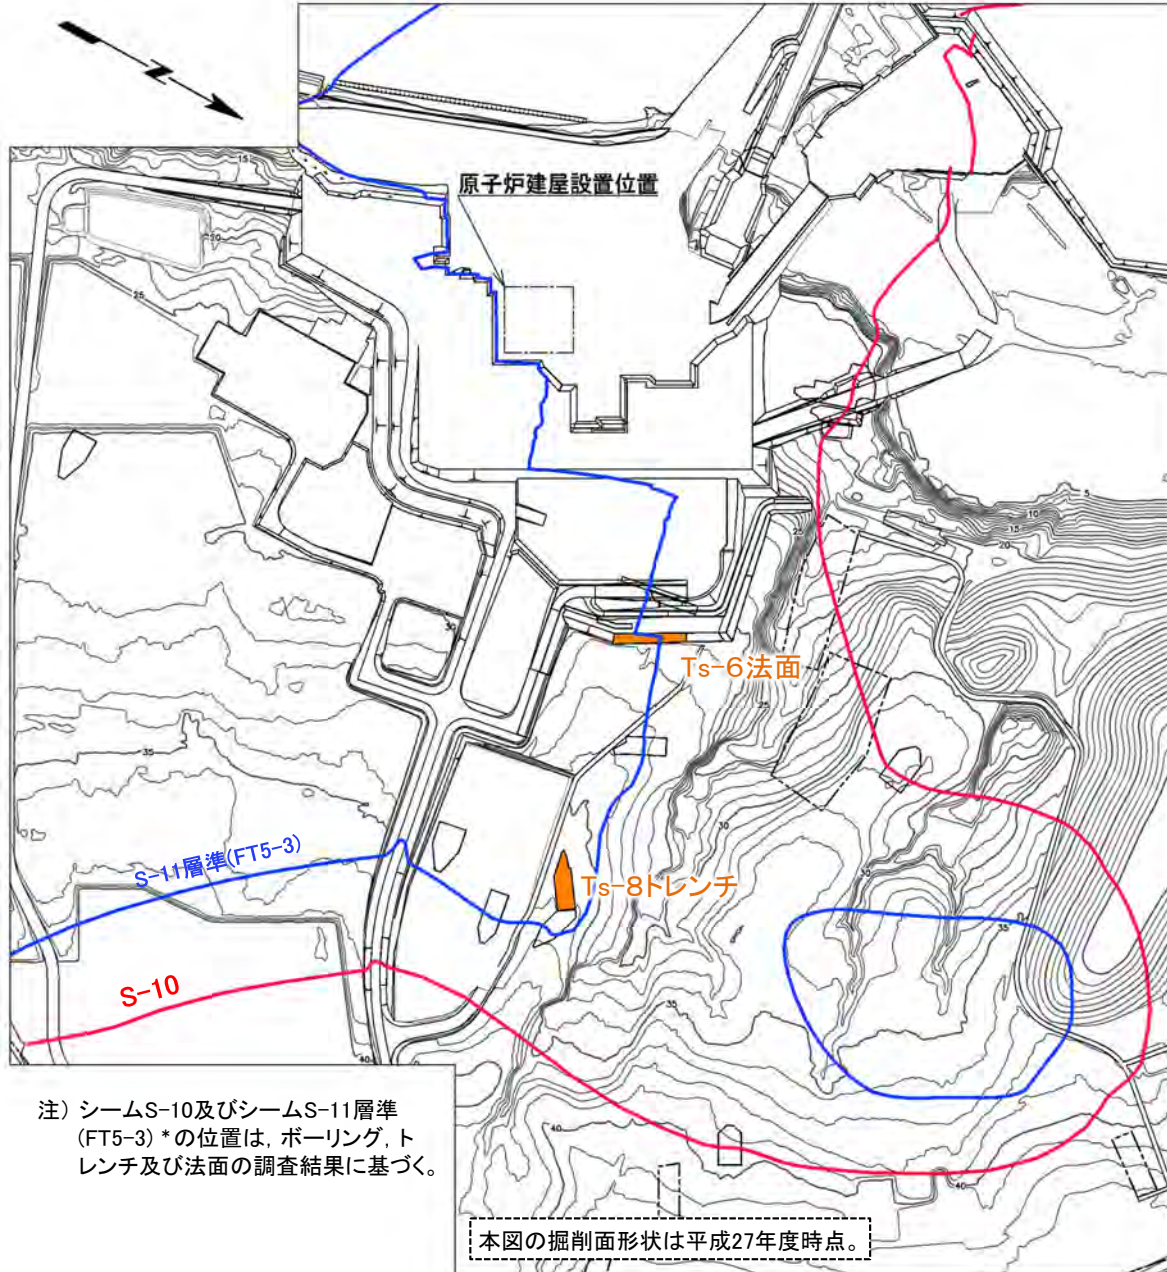 N
原子炉建屋設置位置
15
20
25
30
35
5
10
15
20
25
Ts-6法面
25
30
30
35
35
40
40
40
S-11層準(FT5-3)
Ts-8トレンチ
S-10
注) シームS-10及びシームS-11層準
(FT5-3)*の位置は, ボーリング, ト
レンチ及び法面の調査結果に基づく。
本図の掘削面形状は平成27年度時点。